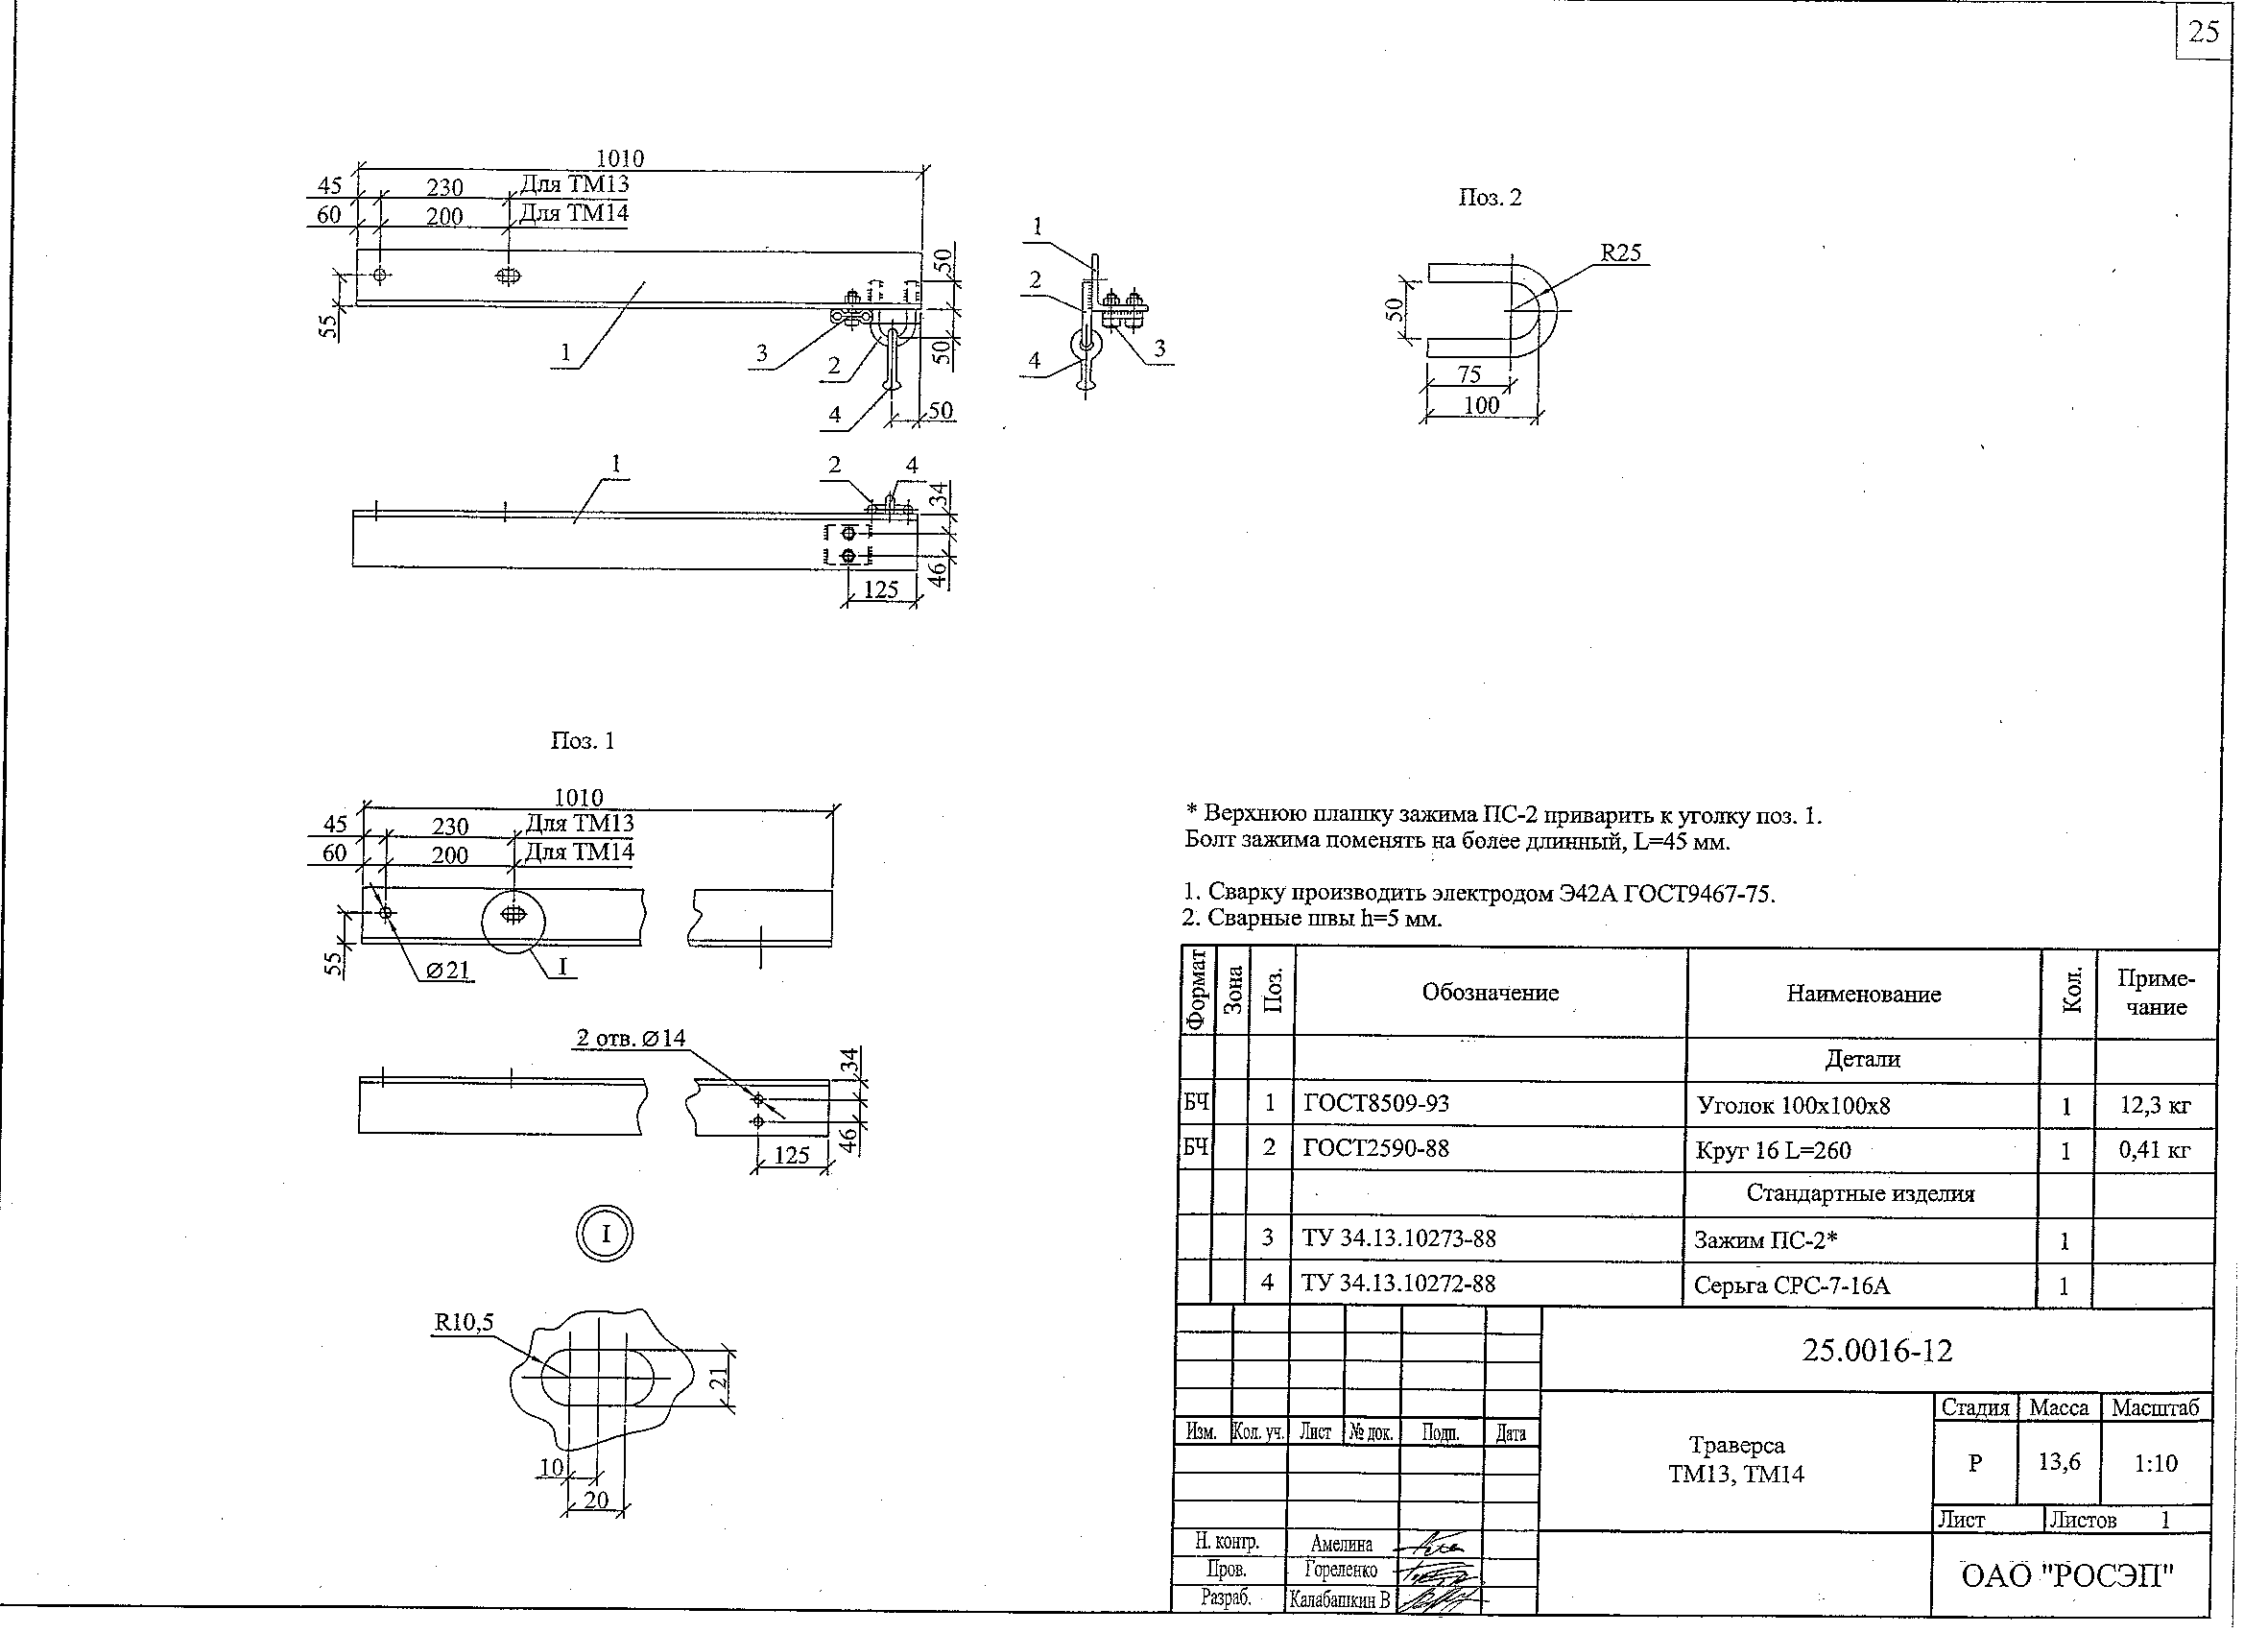 25
1010
45
230
Для ТМ13
60
200
Для ТМ14
55
50
50
50
1
3
2
4
1
2
4
3
Поз. 2
R25
50
75
100
1
2
4
34
46
125
Поз. 1
1010
45
230
Для ТМ13
60
200
Для ТМ14
55
Ø21
I
2 отв. Ø14
34
46
125
I
R10,5
21
10
20
* Верхнюю плашку зажима ПС-2 приварить к уголку поз. 1.
Болт зажима поменять на более длинный, L=45 мм.
1. Сварку производить электродом Э42А ГОСТ9467-75.
2. Сварные швы h=5 мм.
Формат Зона Поз. Обозначение Наименование Кол. Приме-
чание
Детали
БЧ 1 ГОСТ8509-93 Уголок 100х100х8 1 12,3 кг
БЧ 2 ГОСТ2590-88 Круг 16 L=260 1 0,41 кг
Стандартные изделия
3 ТУ 34.13.10273-88 Зажим ПС-2* 1
4 ТУ 34.13.10272-88 Серьга СРС-7-16А 1
25.0016-12
Изм. Кол. уч. Лист № док. Подп. Дата
Траверса
ТМ13, ТМ14
Стадия Масса Масштаб
Р 13,6 1:10
Лист Листов 1
Н. контр. Амелина
Пров. Гореленко
Разраб. Калабашкин В
ОАО "РОСЭП"